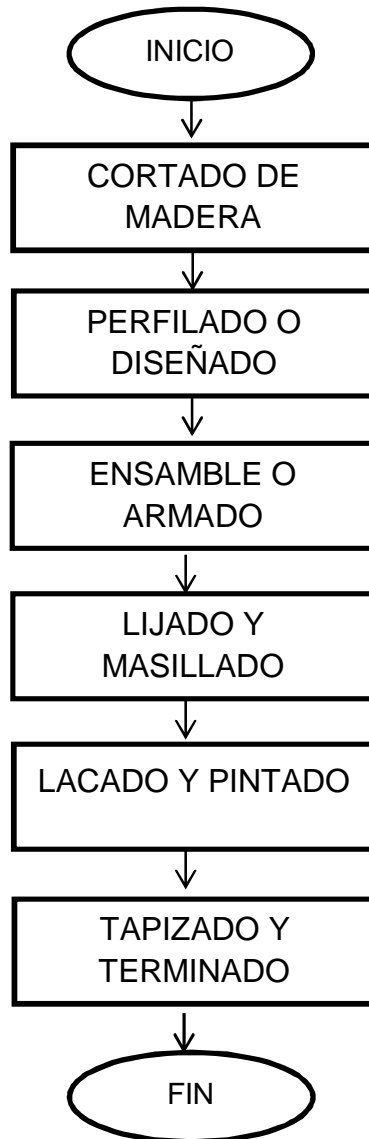 INICIO
CORTADO DE
MADERA
PERFILADO O
DISEÑADO
ENSAMBLE O
ARMADO
LIJADO Y
MASILLADO
LACADO Y PINTADO
TAPIZADO Y
TERMINADO
FIN